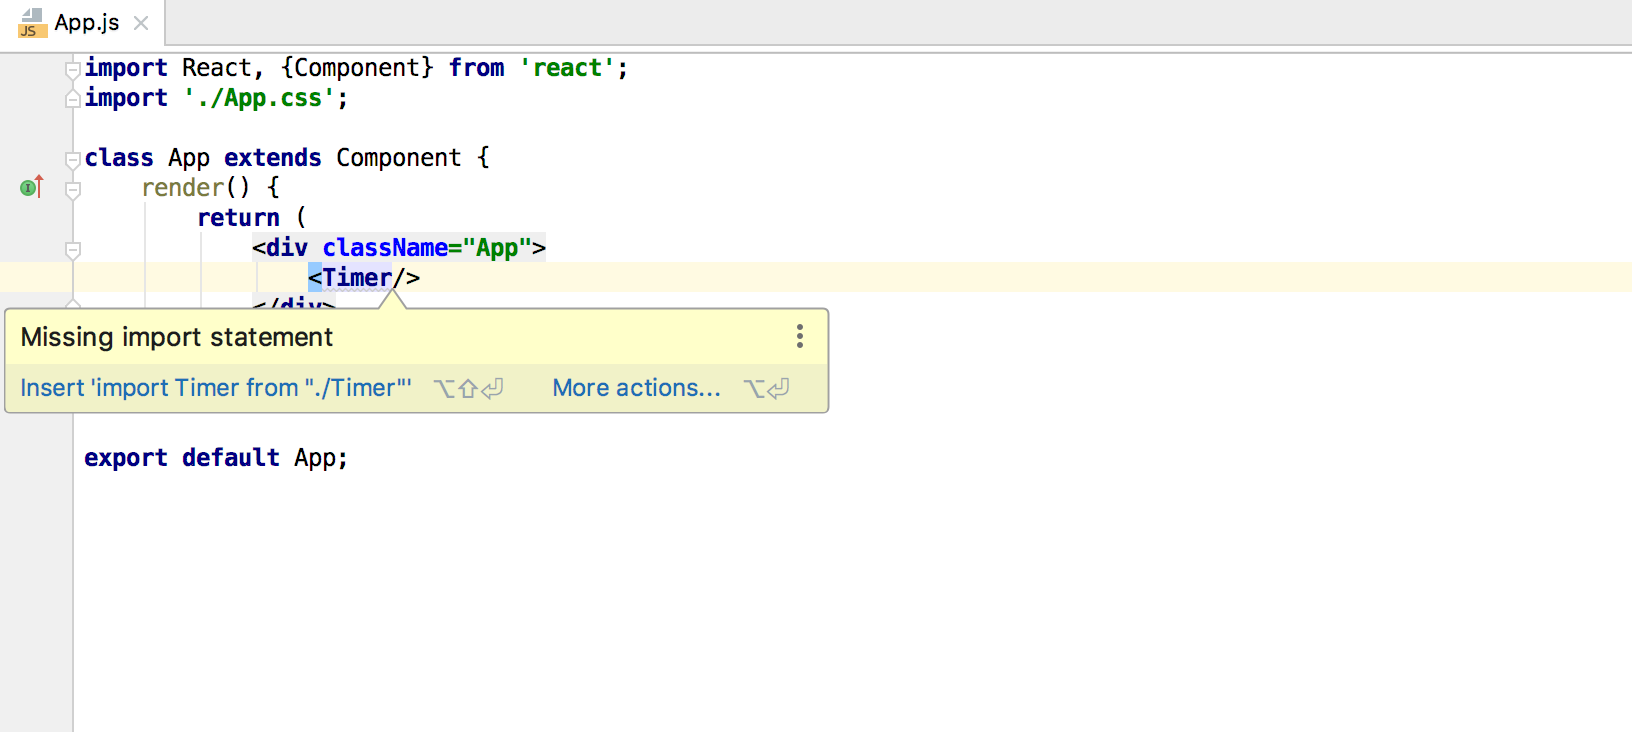 JS App.js
import React, {Component} from 'react';
import './App.css';
class App extends Component {
I
render() {
return (
<div className="App">
<Timer/>
</div>
Missing import statement
Insert 'import Timer from "./Timer"' ⌥⇧⏎ More actions... ⌥⏎
export default App;